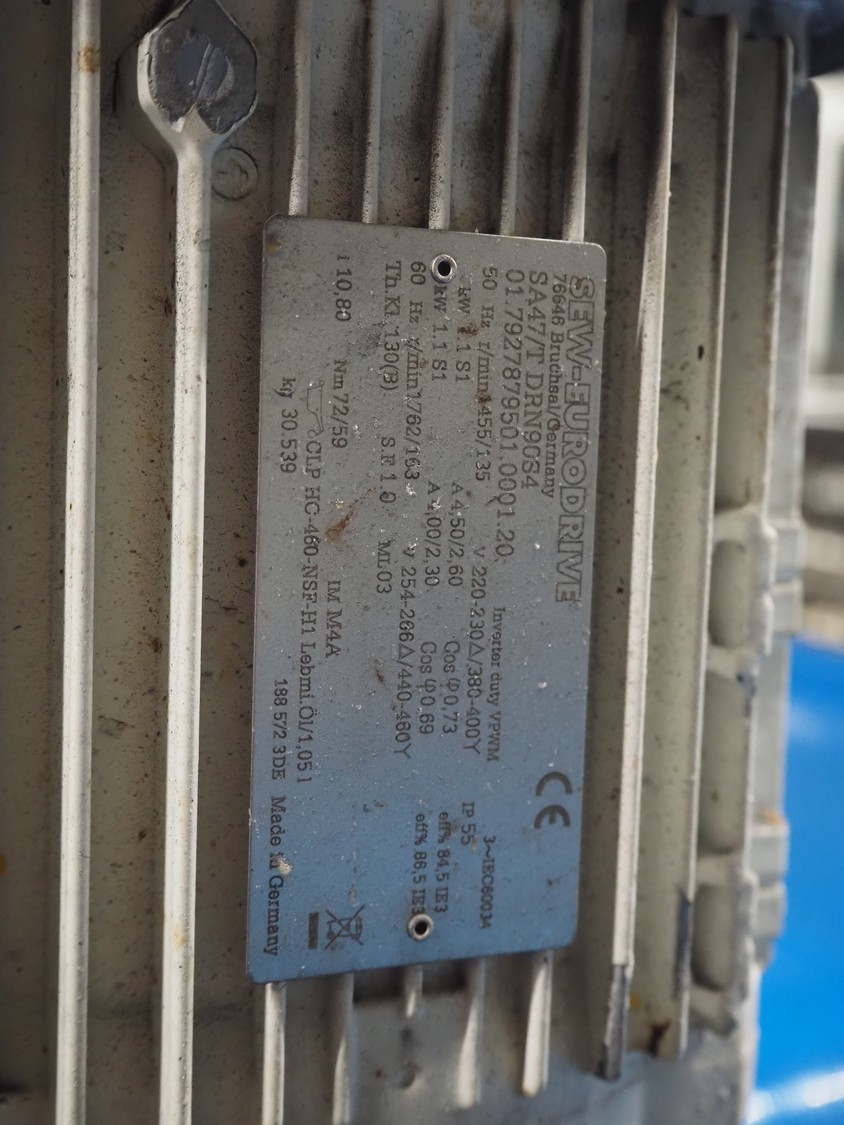 SEW-EURODRIVE
76646 Bruchsal/Germany
SA47/T DRN90S4
01.7927879501.0001.20
Inverter duty VPWM
3~IEC60034
50 Hz r/min 1455/135 V 220-230△/380-400Y IP 55
kW 1.1 S1 A 4,50/2,60 Cos φ 0,73 eff% 84,5 IE3
kW 1.1 S1 A 4,00/2,30 Cos φ 0,69 eff% 86,5 IE3
60 Hz r/min 1762/163 V 254-266△/440-460Y
Th.Kl. 130(B) S.F 1.0 ML03
i 10,80 Nm 72/59 IM M4A
CLP HC-460-NSF-H1 Lebmi.Öl/1,05 l
kg 30.539 188 572 3DE Made in Germany
CE